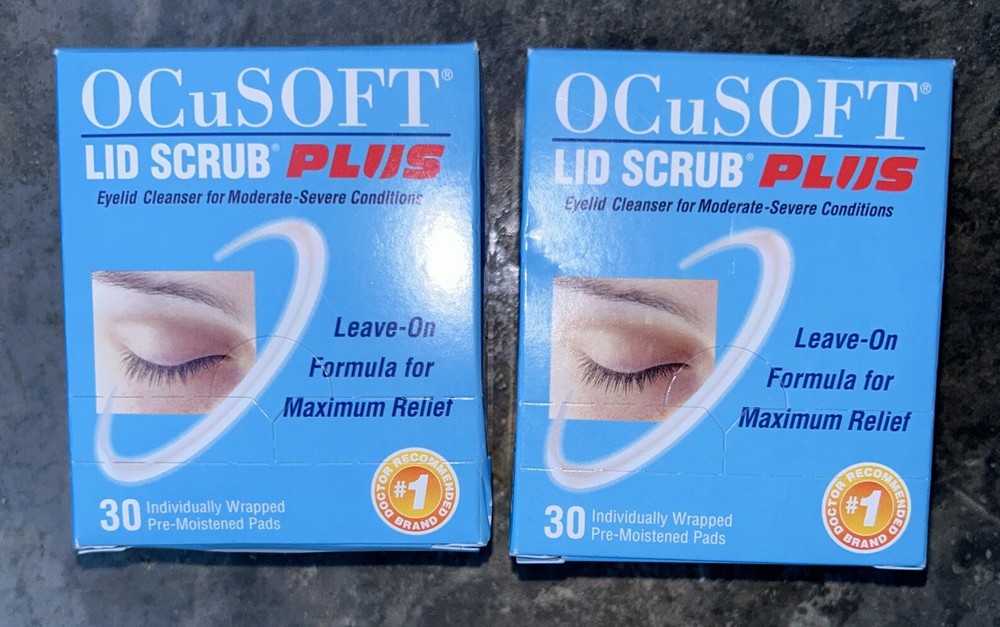 OCuSOFT®
LID SCRUB® PLUS
Eyelid Cleanser for Moderate-Severe Conditions
Leave-On
Formula for
Maximum Relief
30 Individually Wrapped
Pre-Moistened Pads
DOCTOR RECOMMENDED
#1
BRAND
OCuSOFT®
LID SCRUB® PLUS
Eyelid Cleanser for Moderate-Severe Conditions
Leave-On
Formula for
Maximum Relief
30 Individually Wrapped
Pre-Moistened Pads
DOCTOR RECOMMENDED
#1
BRAND